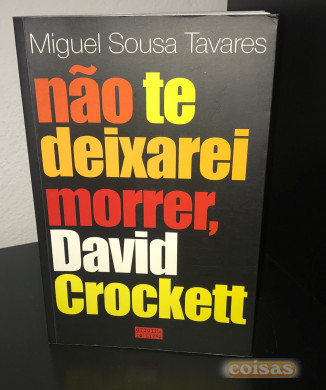 Miguel Sousa Tavares
não te
deixarei
morrer,
David
Crockett
coisas